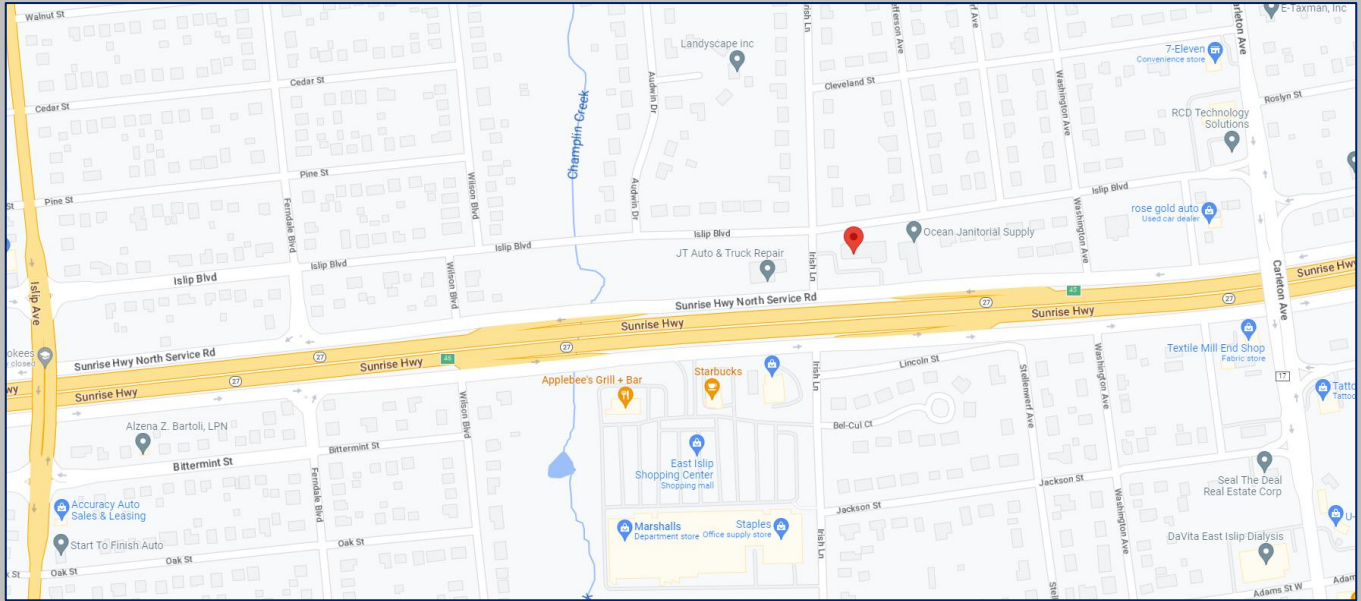 Walnut St
Irish Ln
E-Taxman, Inc
Carleton Ave
Landyscape Inc
7-Eleven
Convenience store
Cedar St
Cedar St
Audwin Dr
Cleveland St
Washington Ave
Roslyn St
Champlin Creek
RCD Technology
Solutions
Pine St
Pine St
Ferndale Blvd
Wilson Blvd
Audwin Dr
Islip Blvd
rose gold auto
Used car dealer
Washington Ave
Islip Blvd
Islip Blvd
Ocean Janitorial Supply
JT Auto & Truck Repair
Irish Ln
Islip Blvd
Islip Blvd
Wilson Blvd
Islip Ave
Carleton Ave
Sunrise Hwy
45
27
27
Sunrise Hwy North Service Rd
Sunrise Hwy
Sunrise Hwy
27
Sunrise Hwy North Service Rd
27
46
Sunrise Hwy
27
Sunrise Hwy
Textile Mill End Shop
Fabric store
Lincoln St
Irish Ln
Stellenwerf Ave
Washington Ave
17
Applebee's Grill + Bar
Starbucks
Wilson Blvd
Alzena Z. Bartoli, LPN
Bittermint St
Bittermint St
Bel-Cul Ct
East Islip
Shopping Center
Shopping mall
Ferndale Blvd
Jackson St
Jackson St
Seal The Deal
Real Estate Corp
Washington Ave
Accuracy Auto
Sales & Leasing
Marshalls
Department store
Staples
Office supply store
Irish Ln
Start To Finish Auto
Oak St
Oak St
Oak St
DaVita East Islip Dialysis
Adams St W